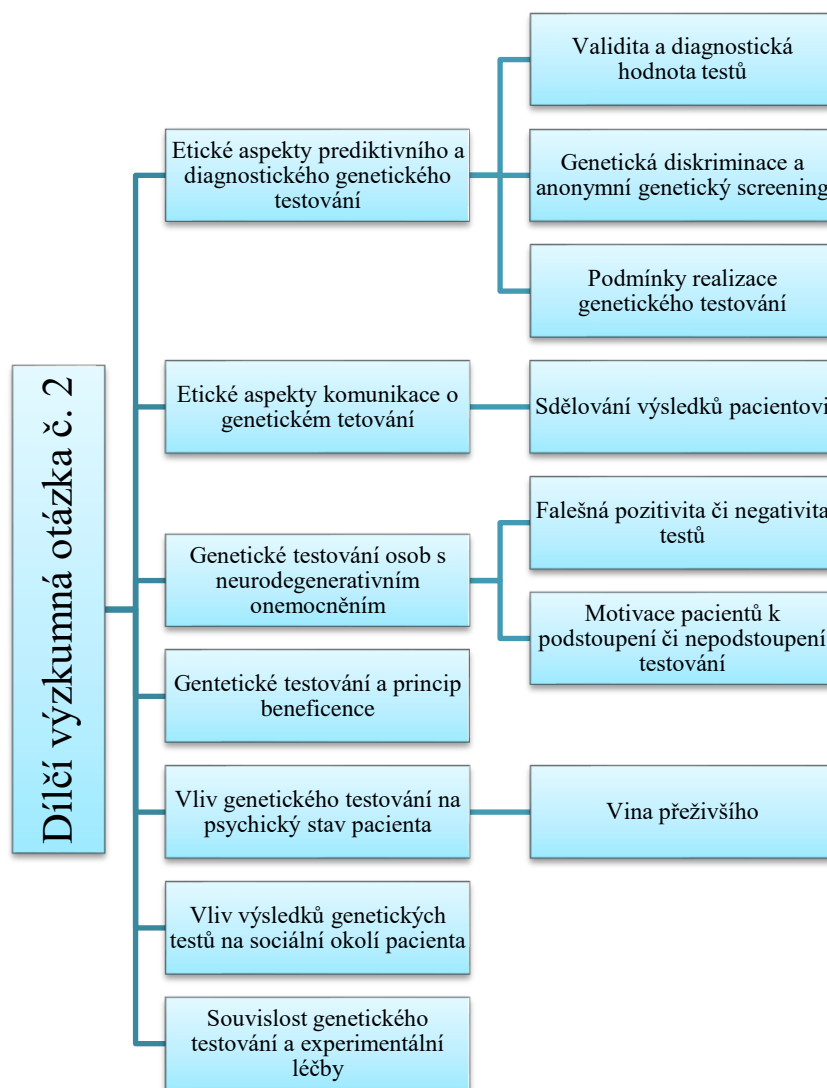 Dílčí výzkumná otázka č. 2
Etické aspekty prediktivního a
diagnostického genetického
testování
Validita a diagnostická
hodnota testů
Genetická diskriminace a
anonymní genetický screening
Podmínky realizace
genetického testování
Etické aspekty komunikace o
genetickém tetování
Sdělování výsledků pacientovi
Genetické testování osob s
neurodegenerativním
onemocněním
Falešná pozitivita či negativita
testů
Motivace pacientů k
podstoupení či nepodstoupení
testování
Gentetické testování a princip
beneficence
Vliv genetického testování na
psychický stav pacienta
Vina přeživšího
Vliv výsledků genetických
testů na sociální okolí pacienta
Souvislost genetického
testování a experimentální
léčby